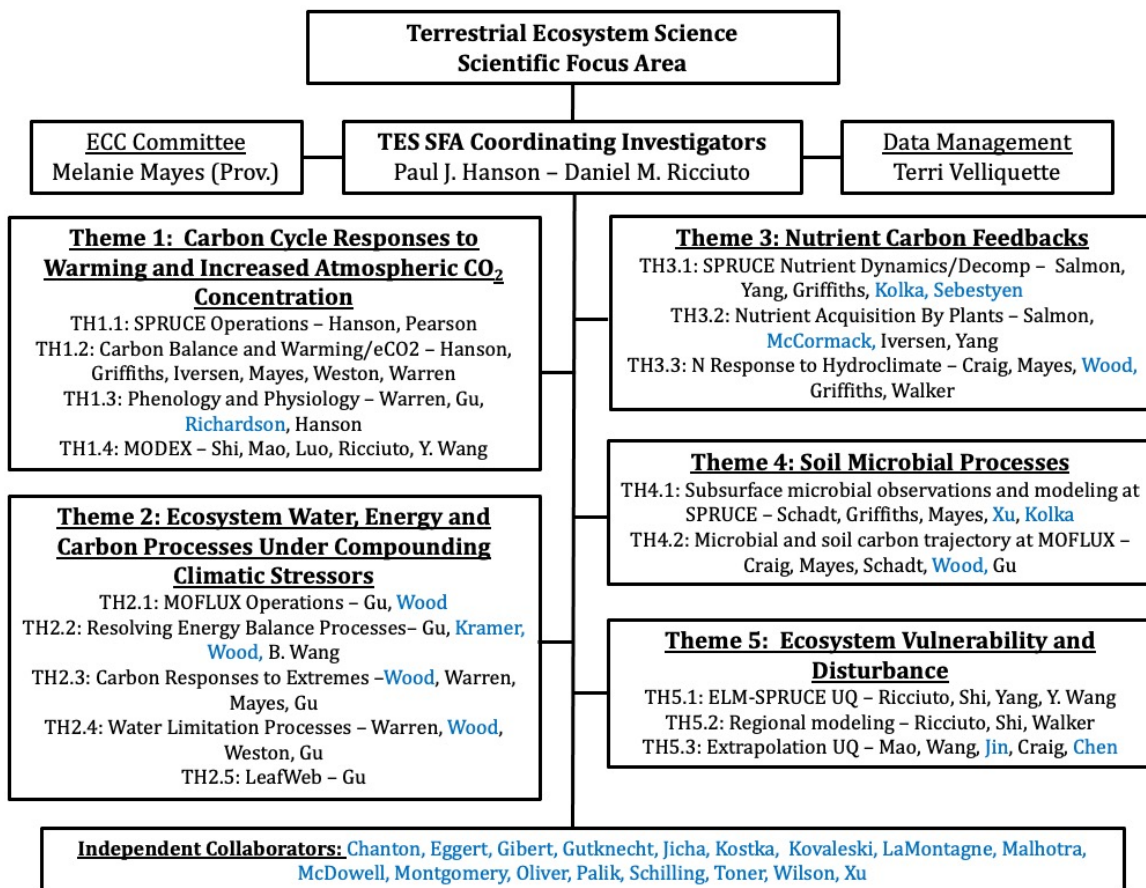 Terrestrial Ecosystem Science
Scientific Focus Area
ECC Committee
Melanie Mayes (Prov.)
TES SFA Coordinating Investigators
Paul J. Hanson – Daniel M. Ricciuto
Data Management
Terri Velliquette
Theme 1: Carbon Cycle Responses to
Warming and Increased Atmospheric CO₂
Concentration
TH1.1: SPRUCE Operations – Hanson, Pearson
TH1.2: Carbon Balance and Warming/eCO2 – Hanson,
Griffiths, Iversen, Mayes, Weston, Warren
TH1.3: Phenology and Physiology – Warren, Gu,
Richardson, Hanson
TH1.4: MODEX – Shi, Mao, Luo, Ricciuto, Y. Wang
Theme 2: Ecosystem Water, Energy and
Carbon Processes Under Compounding
Climatic Stressors
TH2.1: MOFLUX Operations – Gu, Wood
TH2.2: Resolving Energy Balance Processes– Gu, Kramer,
Wood, B. Wang
TH2.3: Carbon Responses to Extremes –Wood, Warren,
Mayes, Gu
TH2.4: Water Limitation Processes – Warren, Wood,
Weston, Gu
TH2.5: LeafWeb – Gu
Theme 3: Nutrient Carbon Feedbacks
TH3.1: SPRUCE Nutrient Dynamics/Decomp – Salmon,
Yang, Griffiths, Kolka, Sebestyen
TH3.2: Nutrient Acquisition By Plants – Salmon,
McCormack, Iversen, Yang
TH3.3: N Response to Hydroclimate – Craig, Mayes, Wood,
Griffiths, Walker
Theme 4: Soil Microbial Processes
TH4.1: Subsurface microbial observations and modeling at
SPRUCE – Schadt, Griffiths, Mayes, Xu, Kolka
TH4.2: Microbial and soil carbon trajectory at MOFLUX –
Craig, Mayes, Schadt, Wood, Gu
Theme 5: Ecosystem Vulnerability and
Disturbance
TH5.1: ELM-SPRUCE UQ – Ricciuto, Shi, Yang, Y. Wang
TH5.2: Regional modeling – Ricciuto, Shi, Walker
TH5.3: Extrapolation UQ – Mao, Wang, Jin, Craig, Chen
Independent Collaborators: Chanton, Eggert, Gibert, Gutknecht, Jicha, Kostka, Kovaleski, LaMontagne, Malhotra,
McDowell, Montgomery, Oliver, Palik, Schilling, Toner, Wilson, Xu